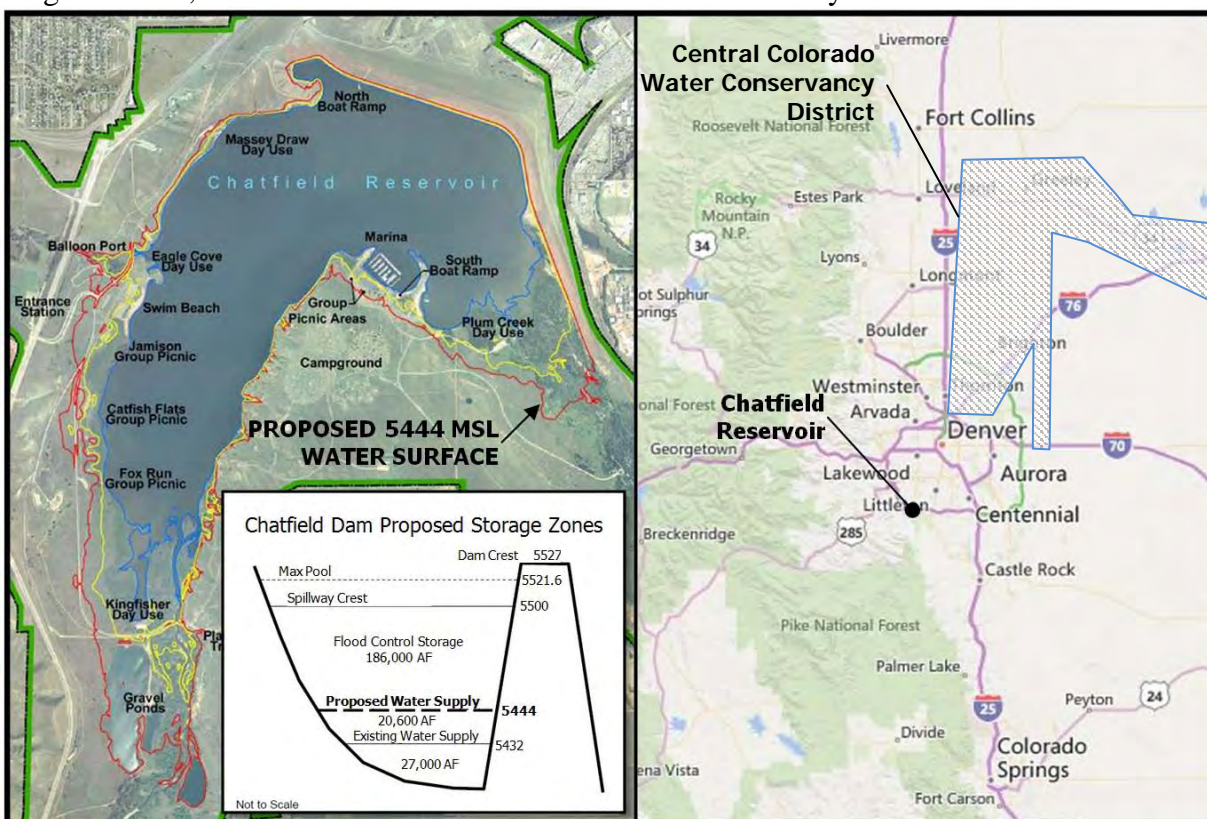 North
Boat Ramp
Massey Draw
Day Use
Chatfield Reservoir
Balloon Port
Eagle Cove
Day Use
Marina
South
Boat Ramp
Entrance
Station
Swim Beach
Group
Picnic Areas
Plum Creek
Day Use
Jamison
Group Picnic
Campground
Catfish Flats
Group Picnic
PROPOSED 5444 MSL
WATER SURFACE
Fox Run
Group Picnic
Kingfisher
Day Use
Gravel
Ponds
Chatfield Dam Proposed Storage Zones
Dam Crest 5527
Max Pool
5521.6
Spillway Crest
5500
Flood Control Storage
186,000 AF
Proposed Water Supply
5444
20,600 AF
Existing Water Supply
5432
27,000 AF
Not to Scale
Central Colorado
Water Conservancy
District
Livermore
Fort Collins
Roosevelt National Forest
Loveland
Greeley
Estes Park
Rocky
Mountain
N.P.
34
25
Lyons
Longmont
76
Boulder
Brighton
Westminster
Thornton
Arvada
Chatfield
Reservoir
Denver
Georgetown
70
Lakewood
Aurora
Littleton
Centennial
285
Breckenridge
Castle Rock
Pike National Forest
Palmer Lake
Peyton
24
25
Divide
Colorado
Springs
Fort Carson